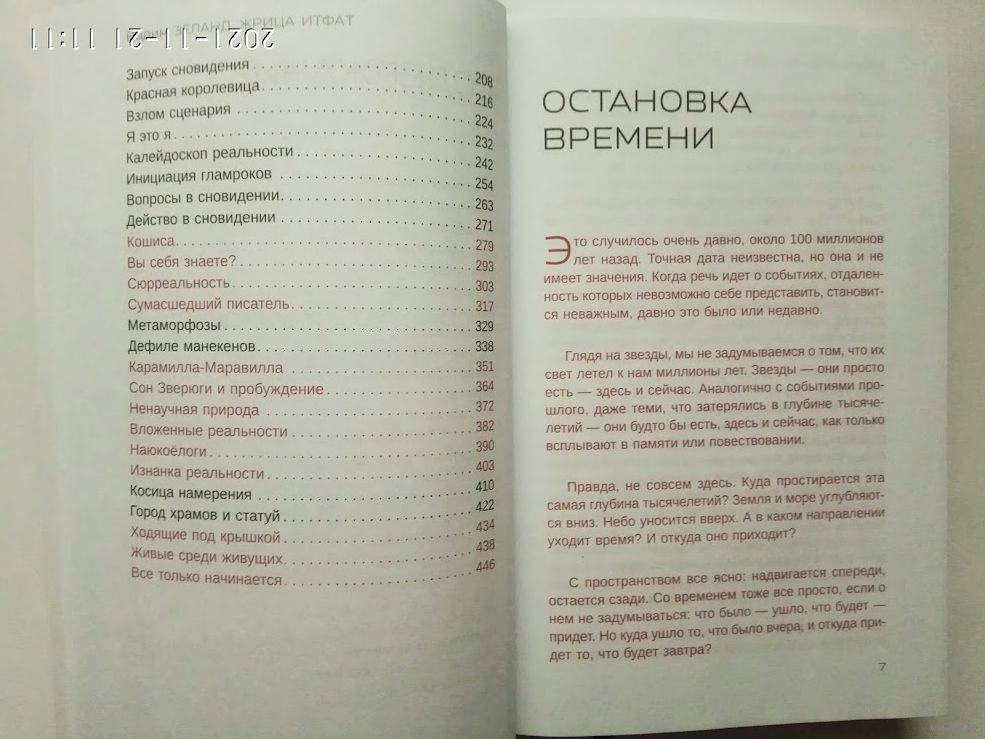 Вадим ЗЕЛАНД ЖРИЦА ИТФАТ
2021-11-21 11:11
Запуск сновидения 208
Красная королевица 216
Взлом сценария 224
Я это я 232
Калейдоскоп реальности 242
Инициация гламроков 254
Вопросы в сновидении 263
Действо в сновидении 271
Кошиса 279
Вы себя знаете? 293
Сюрреальность 303
Сумасшедший писатель 317
Метаморфозы 329
Дефиле манекенов 338
Карамилла-Маравилла 351
Сон Зверюги и пробуждение 364
Ненаучная природа 372
Вложенные реальности 382
Наюкоёлоги 390
Изнанка реальности 403
Косица намерения 410
Город храмов и статуй 422
Ходящие под крышкой 434
Живые среди живущих 438
Все только начинается 446
ОСТАНОВКА
ВРЕМЕНИ
Это случилось очень давно, около 100 миллионов
лет назад. Точная дата неизвестна, но она и не
имеет значения. Когда речь идет о событиях, отдален-
ность которых невозможно себе представить, становит-
ся неважным, давно это было или недавно.
Глядя на звезды, мы не задумываемся о том, что их
свет летел к нам миллионы лет. Звезды — они просто
есть — здесь и сейчас. Аналогично с событиями про-
шлого, даже теми, что затерялись в глубине тысяче-
летий — они будто бы есть, здесь и сейчас, как только
всплывают в памяти или повествовании.
Правда, не совсем здесь. Куда простирается эта
самая глубина тысячелетий? Земля и море углубляют-
ся вниз. Небо уносится вверх. А в каком направлении
уходит время? И откуда оно приходит?
С пространством все ясно: надвигается спереди,
остается сзади. Со временем тоже все просто, если о
нем не задумываться: что было — ушло, что будет —
придет. Но куда ушло то, что было вчера, и откуда при-
дет то, что будет завтра?
7